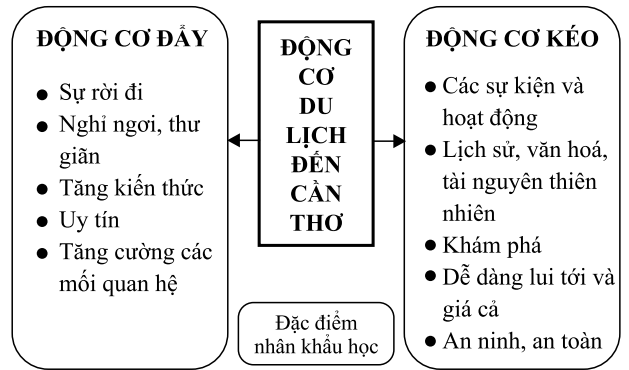 ĐỘNG CƠ ĐẨY
Sự rời đi
Nghỉ ngơi, thư
giãn
Tăng kiến thức
Uy tín
Tăng cường các
mối quan hệ
ĐỘNG
CƠ
DU
LỊCH
ĐẾN
CẦN
THƠ
Đặc điểm
nhân khẩu học
ĐỘNG CƠ KÉO
Các sự kiện và
hoạt động
Lịch sử, văn hoá,
tài nguyên thiên
nhiên
Khám phá
Dễ dàng lui tới và
giá cả
An ninh, an toàn